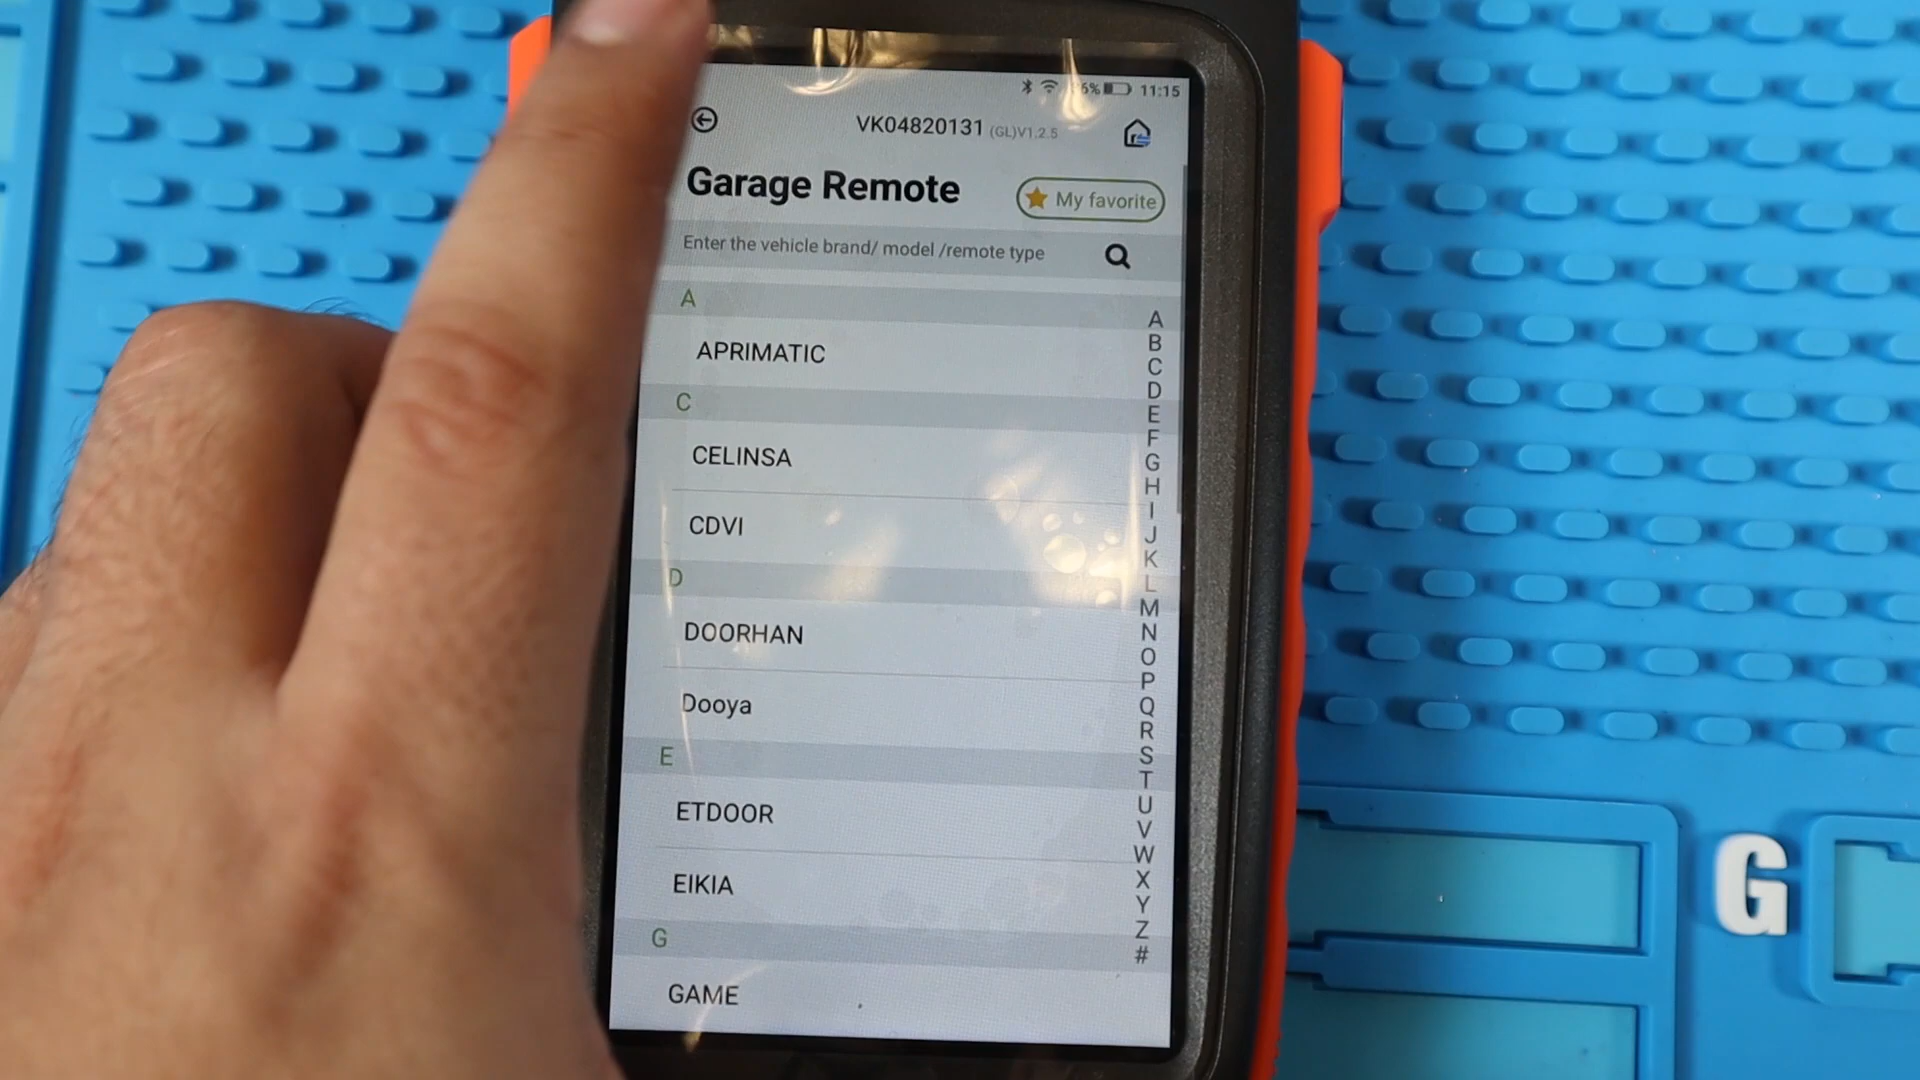 11:15
VK04820131 (GL)V1.2.5
Garage Remote
My favorite
Enter the vehicle brand/ model /remote type
A
APRIMATIC
C
CELINSA
CDVI
D
DOORHAN
Dooya
E
ETDOOR
EIKIA
G
GAME
A
B
C
D
E
F
G
H
I
J
K
L
M
N
O
P
Q
R
S
T
U
V
W
X
Y
Z
#
G